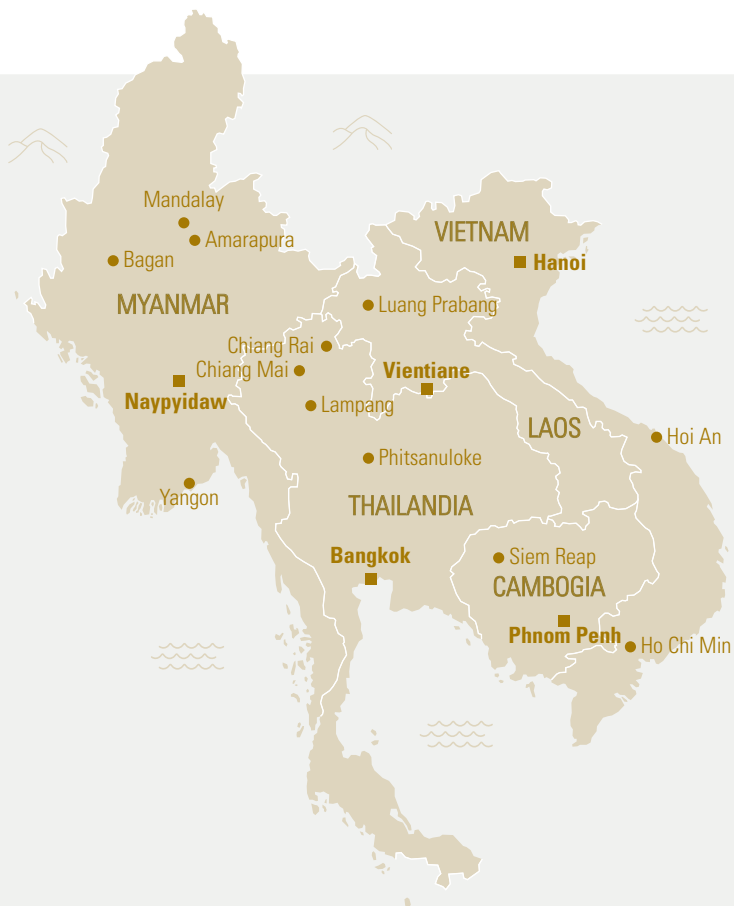 Mandalay
Amarapura
Bagan
VIETNAM
Hanoi
MYANMAR
Luang Prabang
Chiang Rai
Chiang Mai
Vientiane
Naypyidaw
Lampang
LAOS
Hoi An
Phitsanuloke
Yangon
THAILANDIA
Bangkok
Siem Reap
CAMBOGIA
Phnom Penh
Ho Chi Min